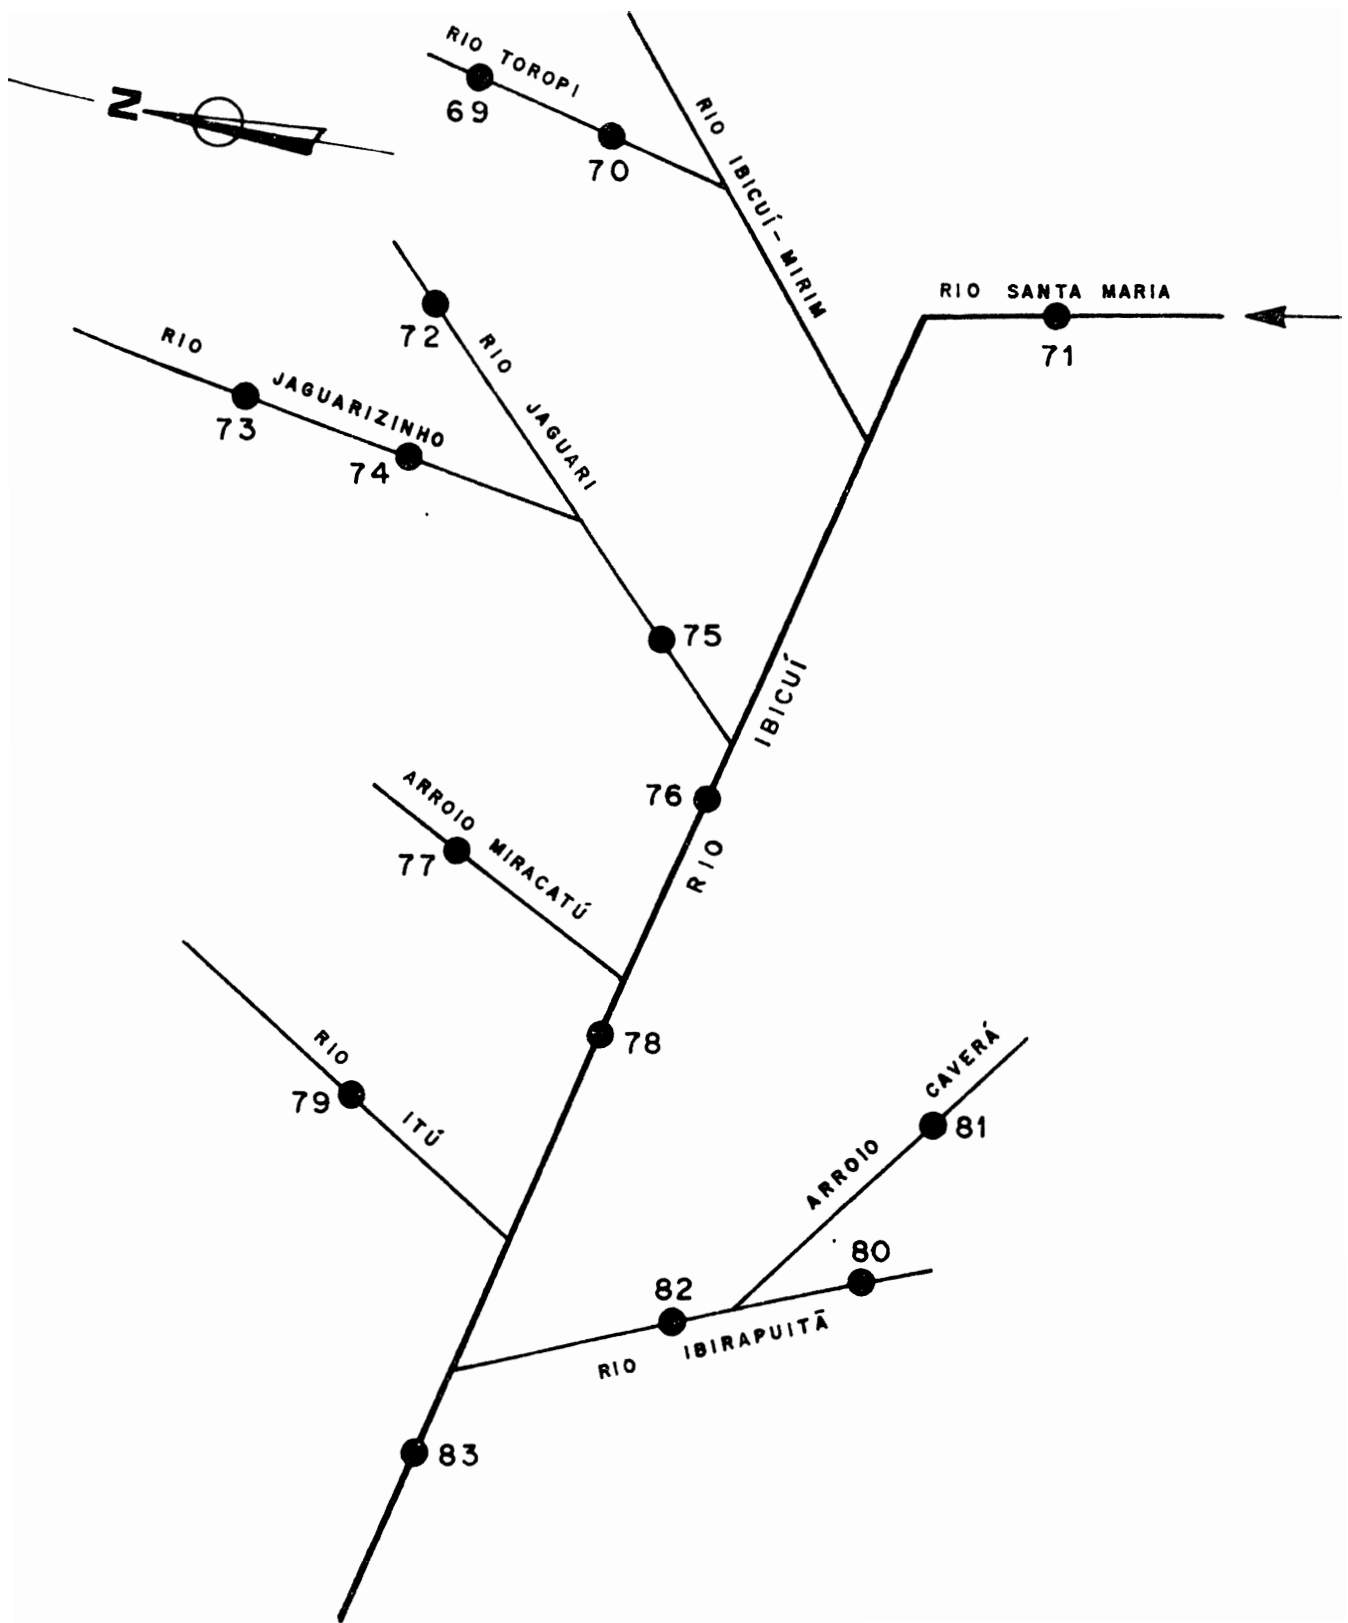 RIO TOROPI
69
70
N
RIO IBICUÍ-MIRIM
RIO SANTA MARIA
71
72
RIO JAGUARI
RIO JAGUARIZINHO
73
74
75
RIO IBICUÍ
76
ARROIO MIRACATÚ
77
78
RIO ITÚ
79
ARROIO CAVERÁ
81
80
82
RIO IBIRAPUITÃ
83